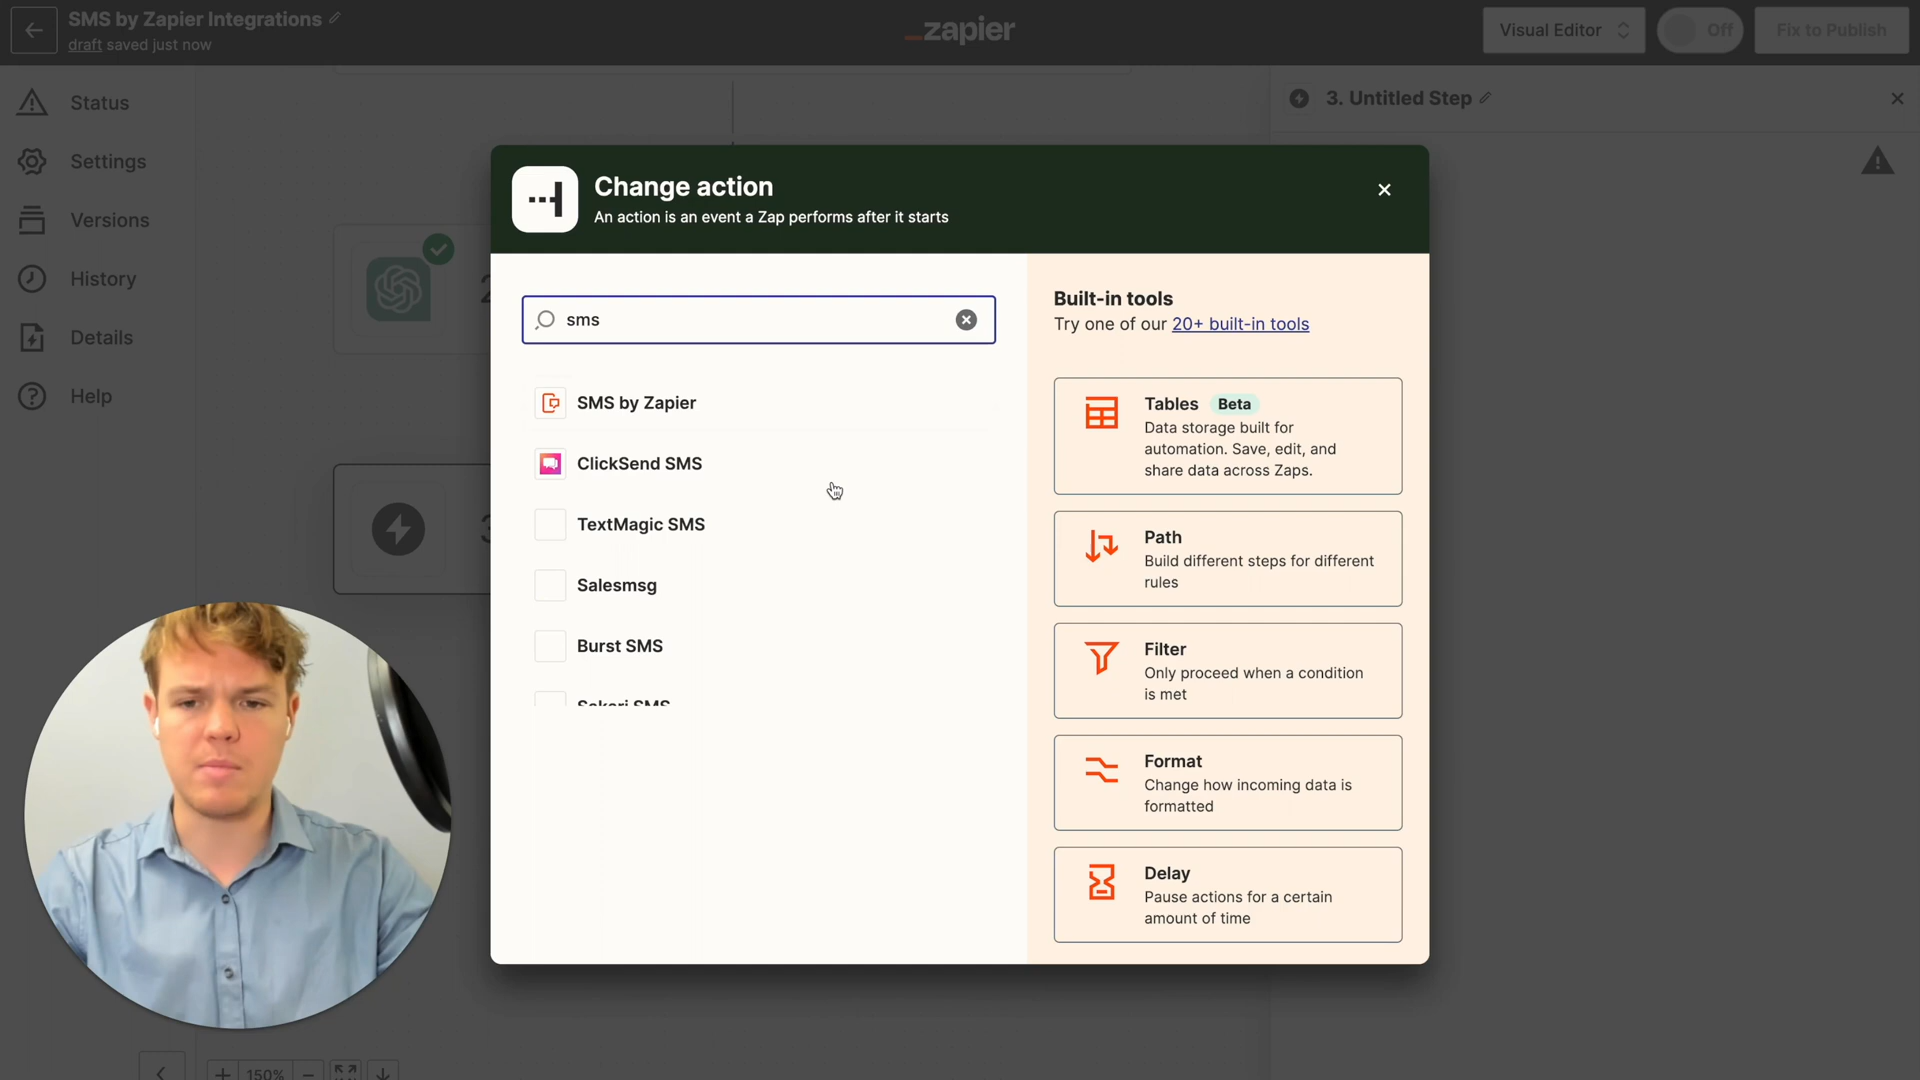 SMS by Zapier Integrations
draft saved just now
zapier
Visual Editor
Off
Fix to Publish
Status
Settings
Versions
History
Details
Help
3. Untitled Step
2
3
Change action
An action is an event a Zap performs after it starts
sms
SMS by Zapier
ClickSend SMS
TextMagic SMS
Salesmsg
Burst SMS
Built-in tools
Try one of our 20+ built-in tools
Tables Beta
Data storage built for
automation. Save, edit, and
share data across Zaps.
Path
Build different steps for different
rules
Filter
Only proceed when a condition
is met
Format
Change how incoming data is
formatted
Delay
Pause actions for a certain
amount of time
150%